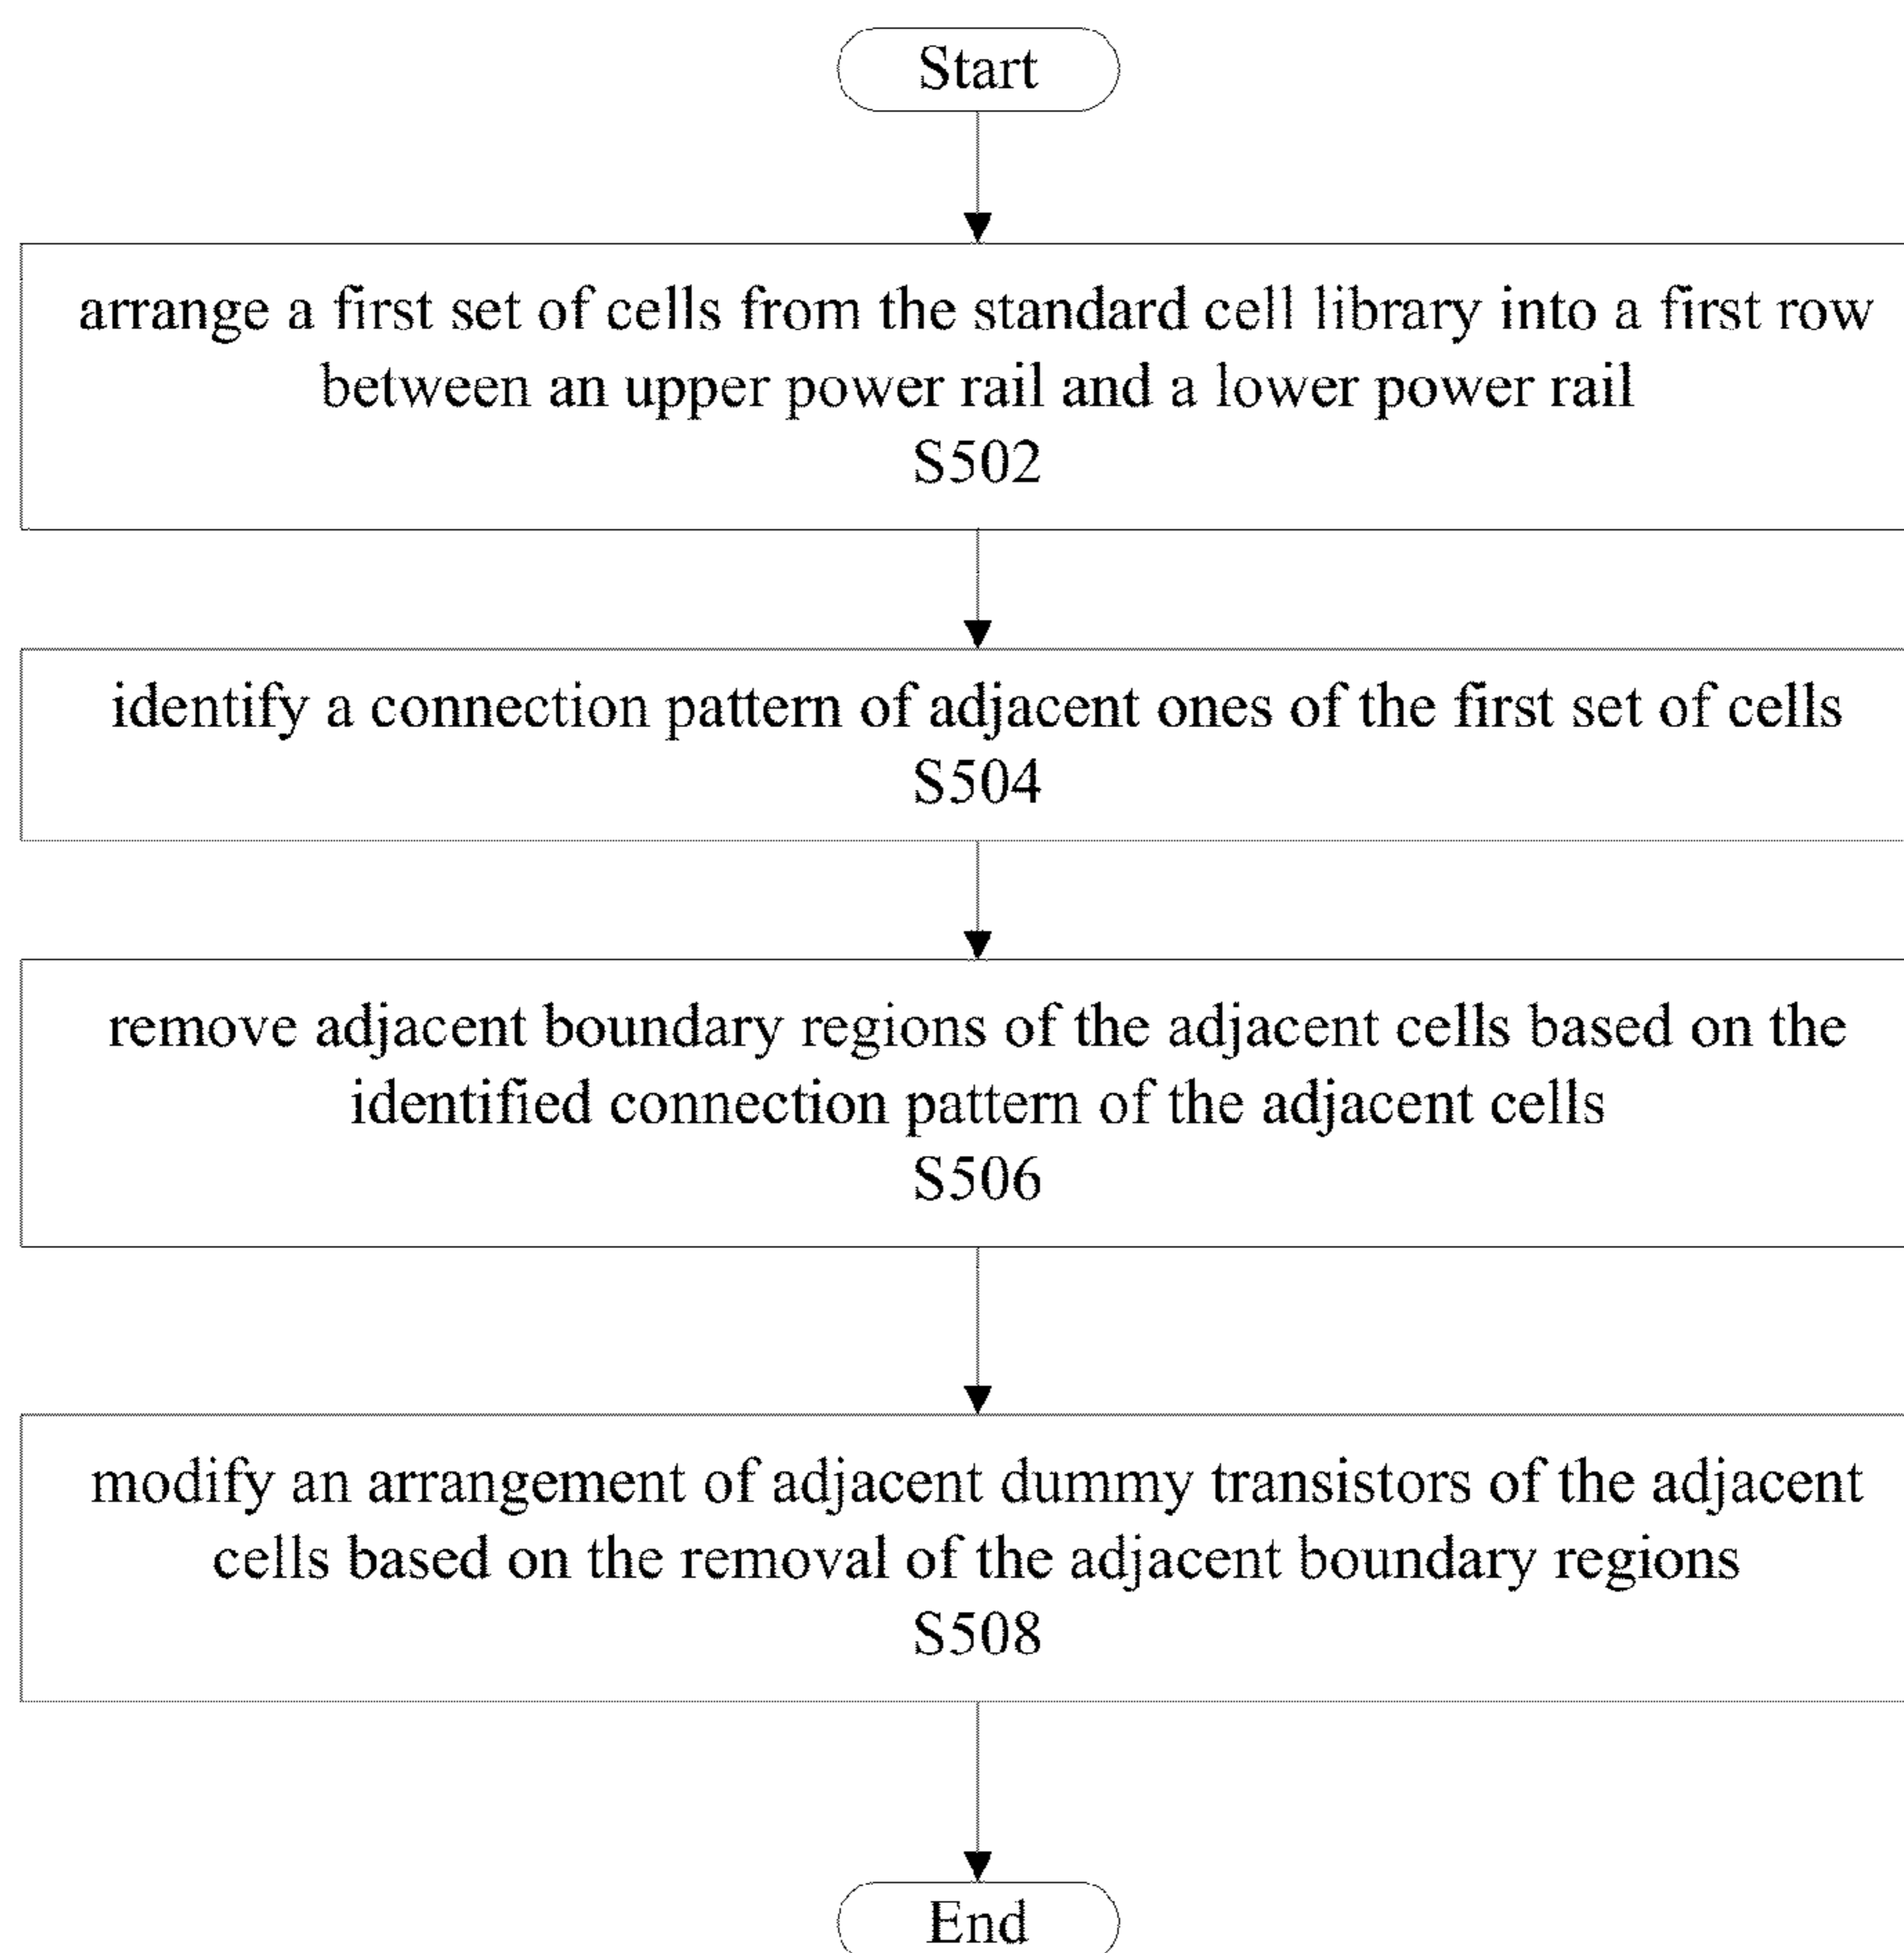 Start
arrange a first set of cells from the standard cell library into a first row
between an upper power rail and a lower power rail
S502
identify a connection pattern of adjacent ones of the first set of cells
S504
remove adjacent boundary regions of the adjacent cells based on the
identified connection pattern of the adjacent cells
S506
modify an arrangement of adjacent dummy transistors of the adjacent
cells based on the removal of the adjacent boundary regions
S508
End